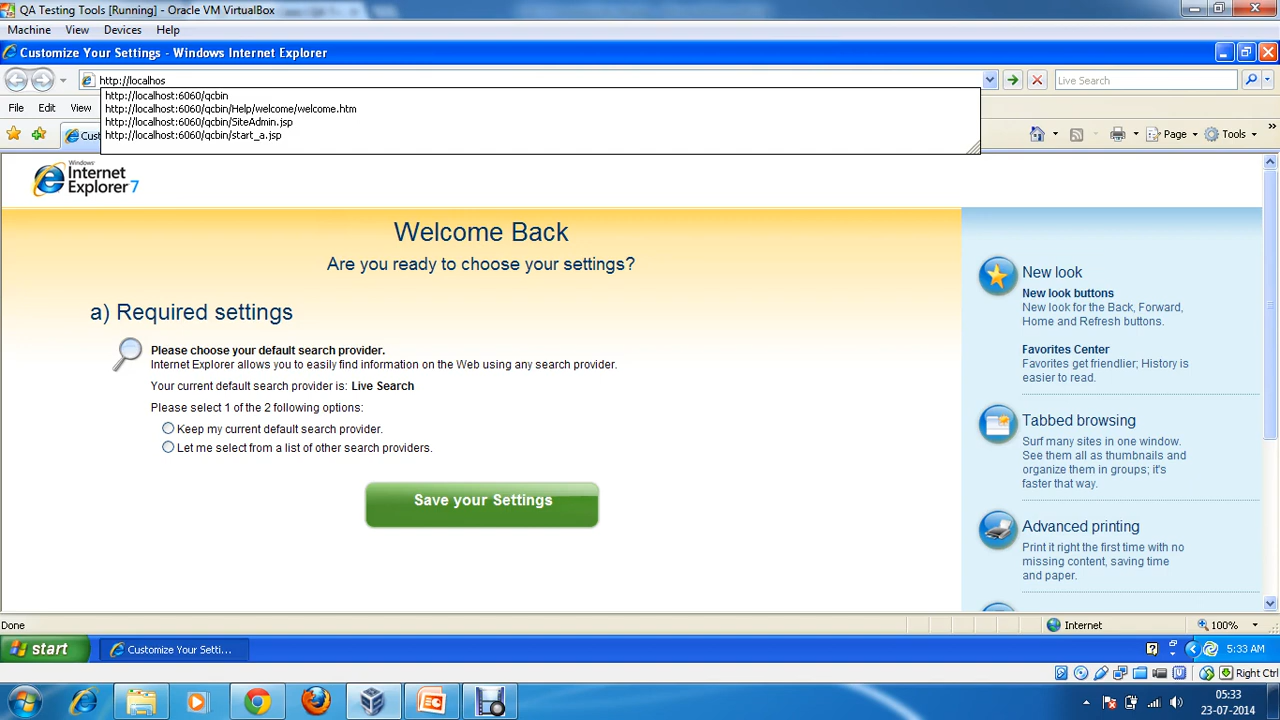 QA Testing Tools [Running] - Oracle VM VirtualBox
Machine View Devices Help
Customize Your Settings - Windows Internet Explorer
http://localhos
Live Search
http://localhost:6060/qcbin
http://localhost:6060/qcbin/Help/welcome/welcome.htm
http://localhost:6060/qcbin/SiteAdmin.jsp
http://localhost:6060/qcbin/start_a.jsp
File Edit View
Cust
Page Tools
Windows
Internet
Explorer 7
Welcome Back
Are you ready to choose your settings?
a) Required settings
Please choose your default search provider.
Internet Explorer allows you to easily find information on the Web using any search provider.
Your current default search provider is: Live Search
Please select 1 of the 2 following options:
Keep my current default search provider.
Let me select from a list of other search providers.
Save your Settings
New look
New look buttons
New look for the Back, Forward,
Home and Refresh buttons.
Favorites Center
Favorites get friendlier; History is
easier to read.
Tabbed browsing
Surf many sites in one window.
See them all as thumbnails and
organize them in groups; it's
faster that way.
Advanced printing
Print it right the first time with no
missing content, saving time
and paper.
Done
Internet
100%
start
Customize Your Setti...
5:33 AM
Right Ctrl
05:33
23-07-2014